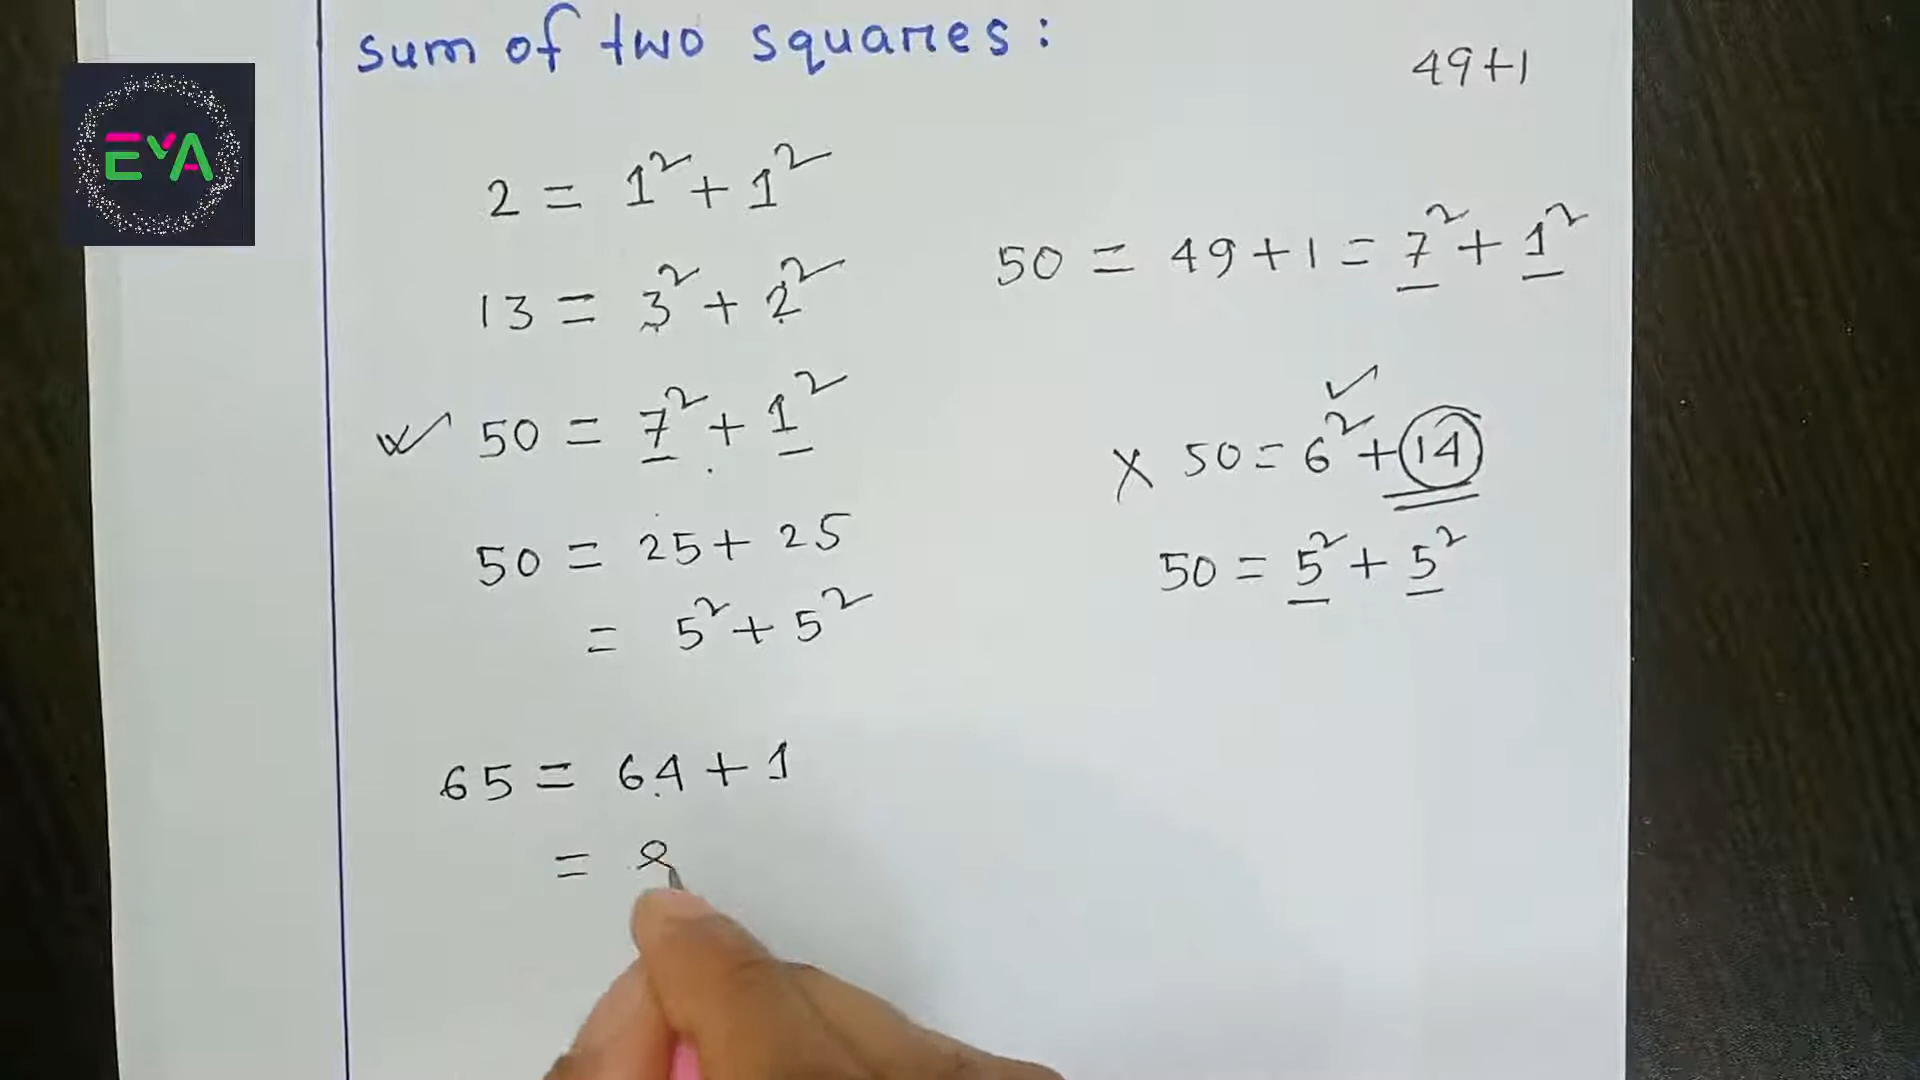 sum of two squares:
49+1
EYA
2 = 1² + 1²
50 = 49 + 1 = 7² + 1²
13 = 3² + 2²
50 = 7² + 1²
✓
X 50 = 6² + 14
50 = 25 + 25
50 = 5² + 5²
= 5² + 5²
65 = 64 + 1
= 8